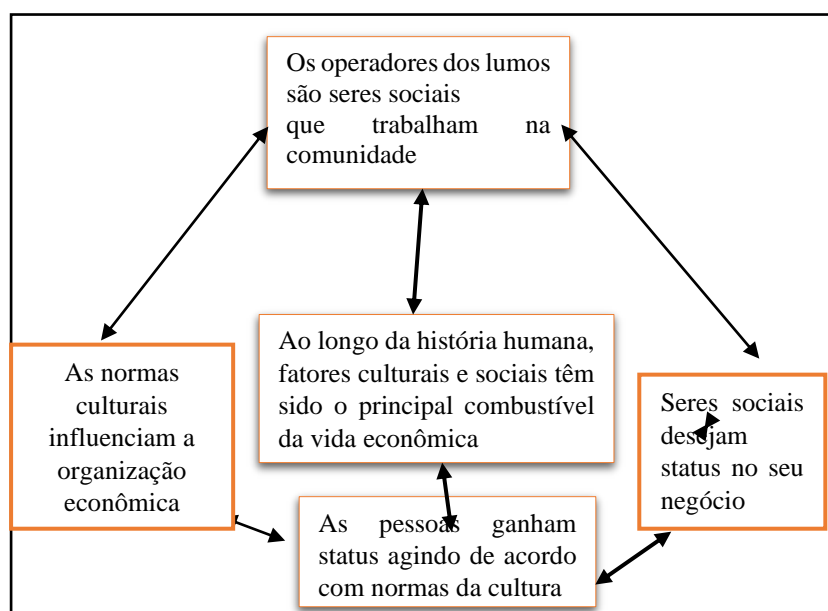 Os operadores dos lumos
são seres sociais
que trabalham na
comunidade
Ao longo da história humana,
fatores culturais e sociais têm
sido o principal combustível
da vida econômica
As normas
culturais
influenciam a
organização
econômica
Seres sociais
desejam
status no seu
negócio
As pessoas ganham
status agindo de acordo
com normas da cultura